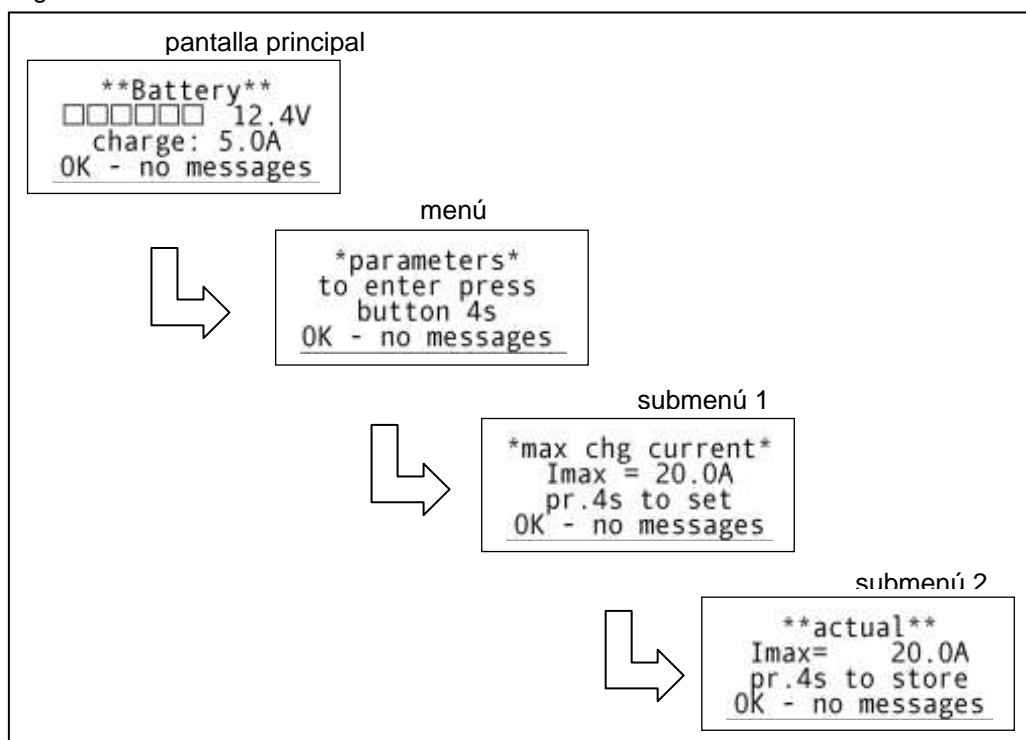 pantalla principal
**Battery**
□□□□□□ 12.4V
charge: 5.0A
OK - no messages
menú
*parameters*
to enter press
button 4s
OK - no messages
submenú 1
*max chg current*
Imax = 20.0A
pr.4s to set
OK - no messages
submenú 2
**actual**
Imax= 20.0A
pr.4s to store
OK - no messages